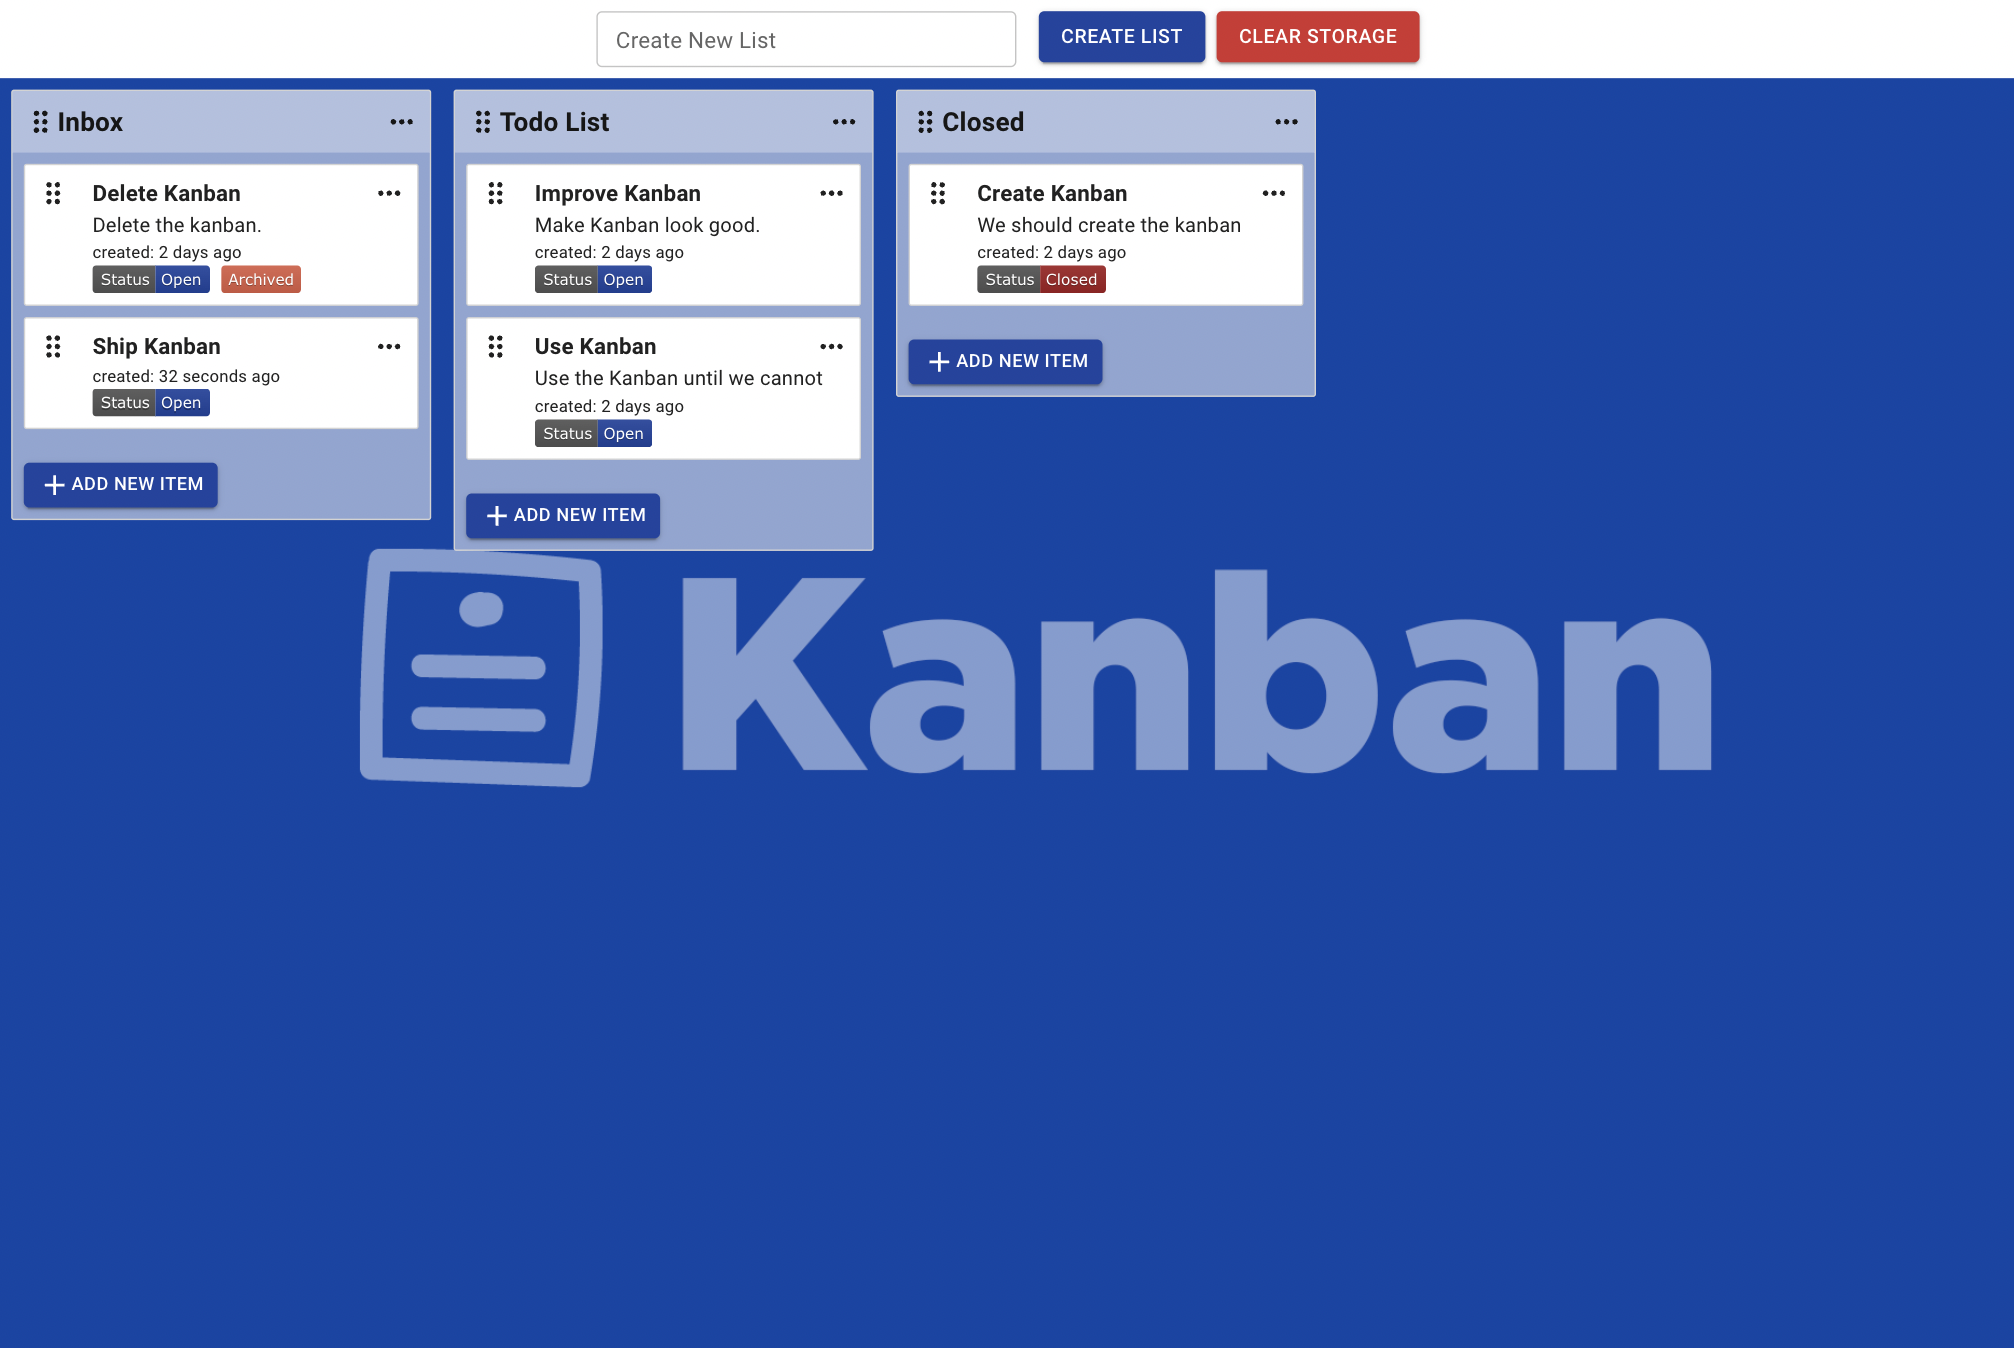 Create New List
CREATE LIST
CLEAR STORAGE
Inbox
Delete Kanban
Delete the kanban.
created: 2 days ago
Status Open Archived
Ship Kanban
created: 32 seconds ago
Status Open
ADD NEW ITEM
Todo List
Improve Kanban
Make Kanban look good.
created: 2 days ago
Status Open
Use Kanban
Use the Kanban until we cannot
created: 2 days ago
Status Open
ADD NEW ITEM
Closed
Create Kanban
We should create the kanban
created: 2 days ago
Status Closed
ADD NEW ITEM
Kanban